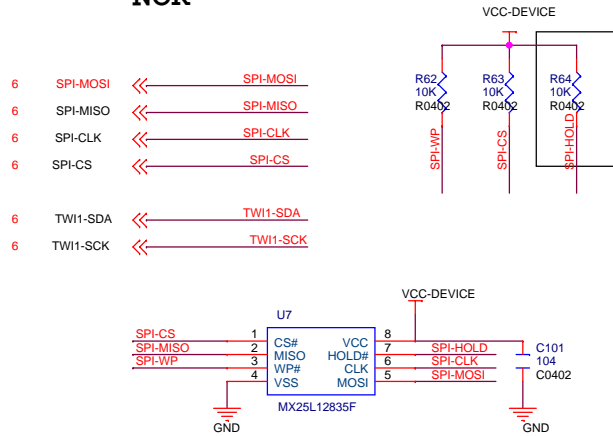 NOR
VCC-DEVICE
6 SPI-MOSI SPI-MOSI
6 SPI-MISO SPI-MISO
6 SPI-CLK SPI-CLK
6 SPI-CS SPI-CS
6 TWI1-SDA TWI1-SDA
6 TWI1-SCK TWI1-SCK
R62 R63 R64
10K 10K 10K
R0402 R0402 R0402
SPI-WP SPI-CS SPI-HOLD
VCC-DEVICE
U7
SPI-CS 1 CS# VCC 8
SPI-MISO 2 MISO HOLD# 7 SPI-HOLD
SPI-WP 3 WP# CLK 6 SPI-CLK
4 VSS MOSI 5 SPI-MOSI
MX25L12835F
C101
104
C0402
GND GND